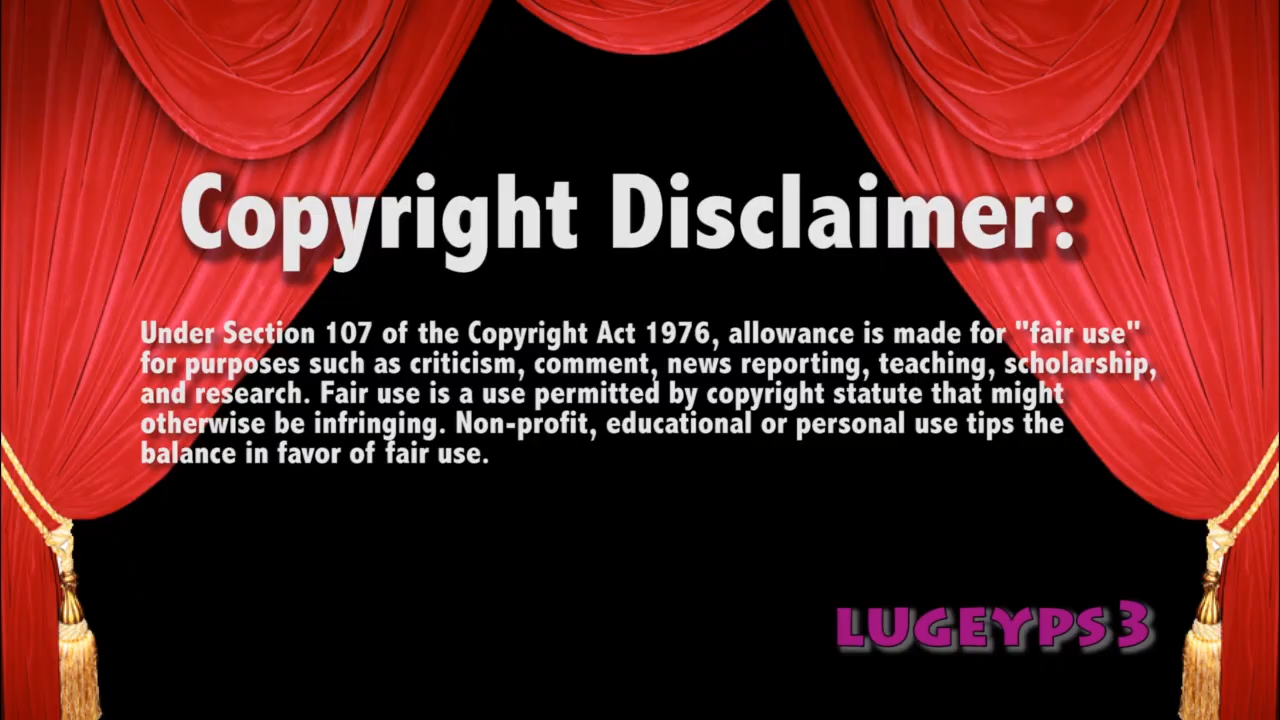 Copyright Disclaimer:
Under Section 107 of the Copyright Act 1976, allowance is made for "fair use"
for purposes such as criticism, comment, news reporting, teaching, scholarship,
and research. Fair use is a use permitted by copyright statute that might
otherwise be infringing. Non-profit, educational or personal use tips the
balance in favor of fair use.
LUGEYPS3